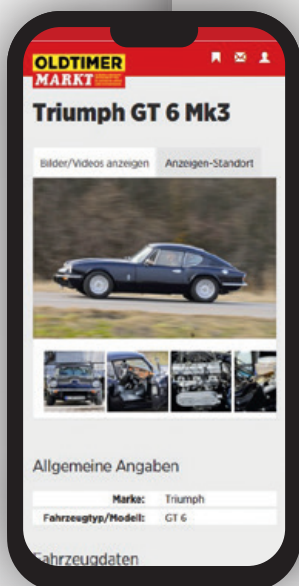 OLDTIMER
MARKT
Triumph GT 6 Mk3
Bilder/Videos anzeigen Anzeigen-Standort
Allgemeine Angaben
Marke: Triumph
Fahrzeugtyp/Modell: GT 6
Fahrzeugdaten